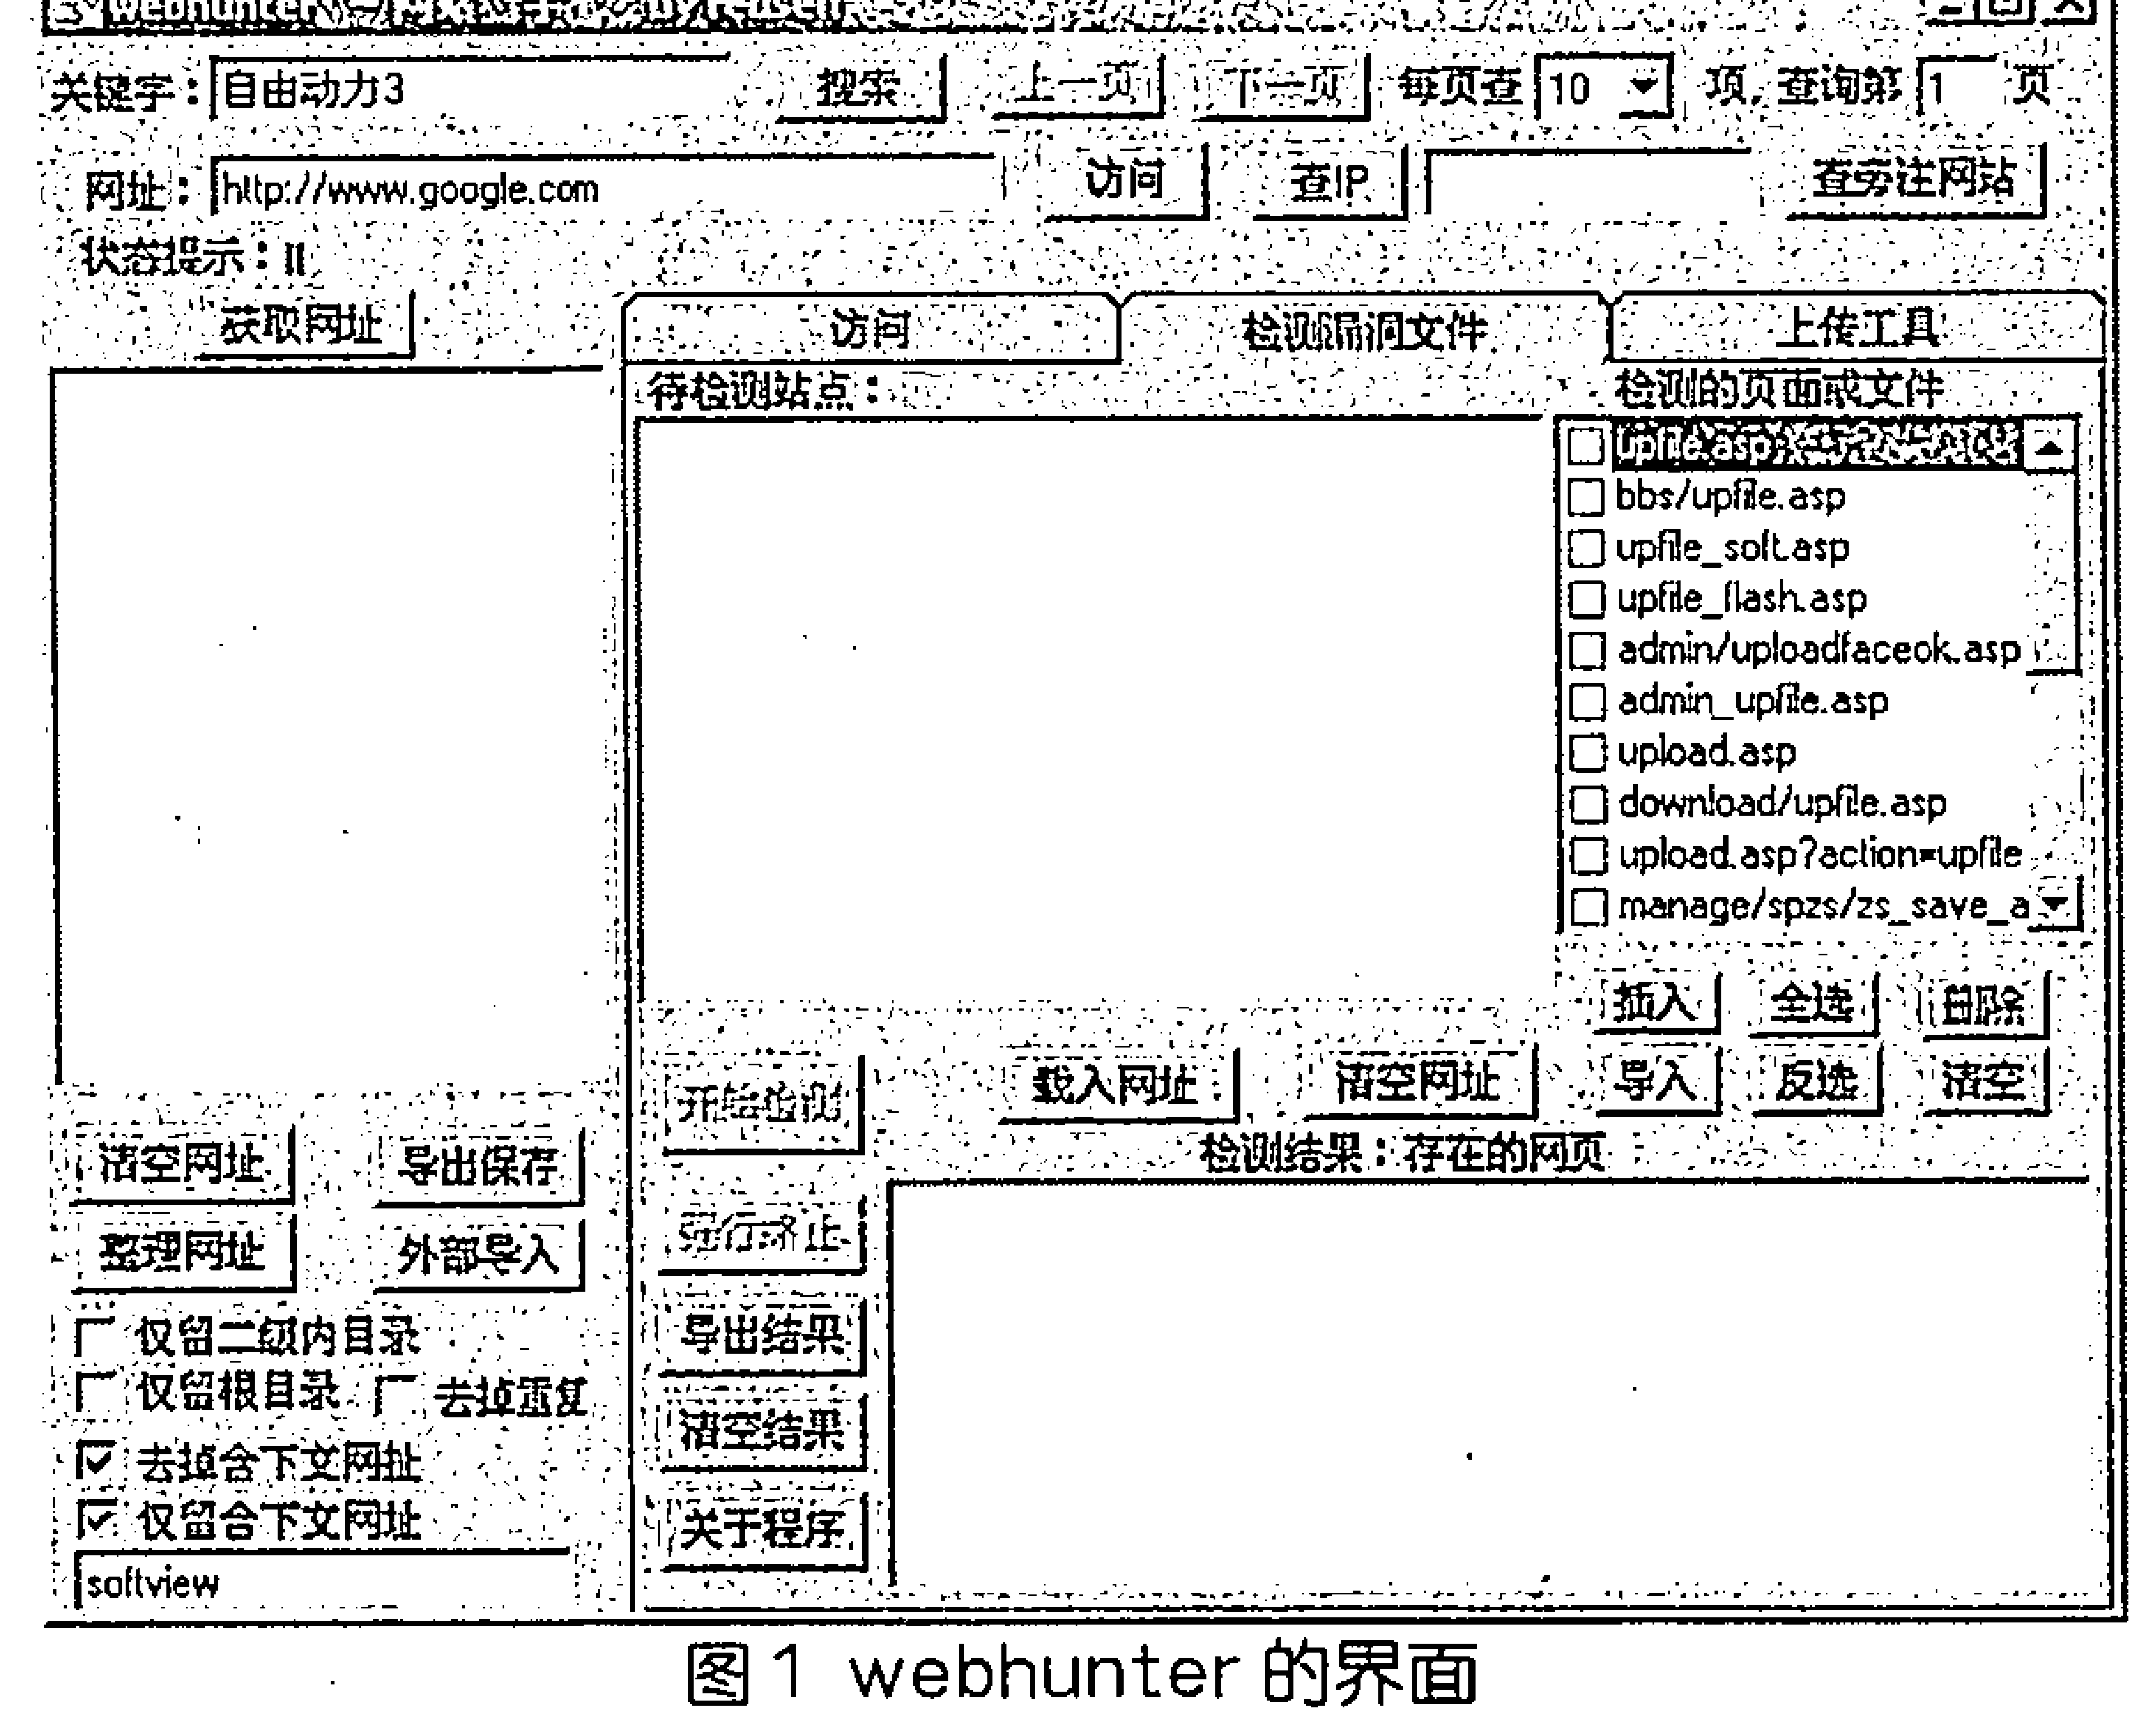 webhunter
关键字：自由动力3 搜索 上一页 下一页 每页查 10 项，查询第 1 页
网址：http://www.google.com 访问 查IP 查旁注网站
状态提示：||
获取网址
访问 检测漏洞文件 上传工具
待检测站点： 检测的页面或文件
upfile.asp
bbs/upfile.asp
upfile_soft.asp
upfile_flash.asp
admin/uploadfaceok.asp
admin_upfile.asp
upload.asp
download/upfile.asp
upload.asp?action=upfile
manage/spzs/zs_save_a
插入 全选 删除
开始检测 载入网址 清空网址 导入 反选 清空
检测结果：存在的网页
清空网址 导出保存
强行终止
整理网址 外部导入
导出结果
仅留二级内目录
仅留根目录 去掉重复
清空结果
去掉含下文网址
仅留含下文网址
关于程序
softview
图1 webhunter 的界面